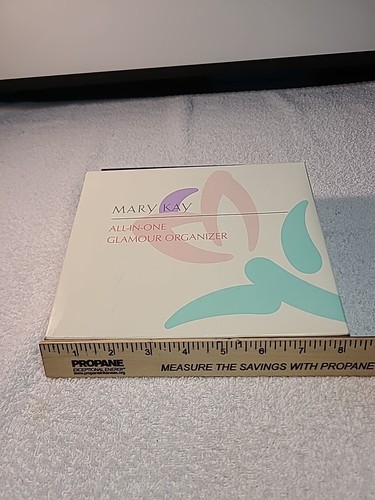 MARY KAY
ALL-IN-ONE
GLAMOUR ORGANIZER
1 2 3 4 5 6 7 8
PROPANE
EXCEPTIONAL ENERGY
MEASURE THE SAVINGS WITH PROPANE